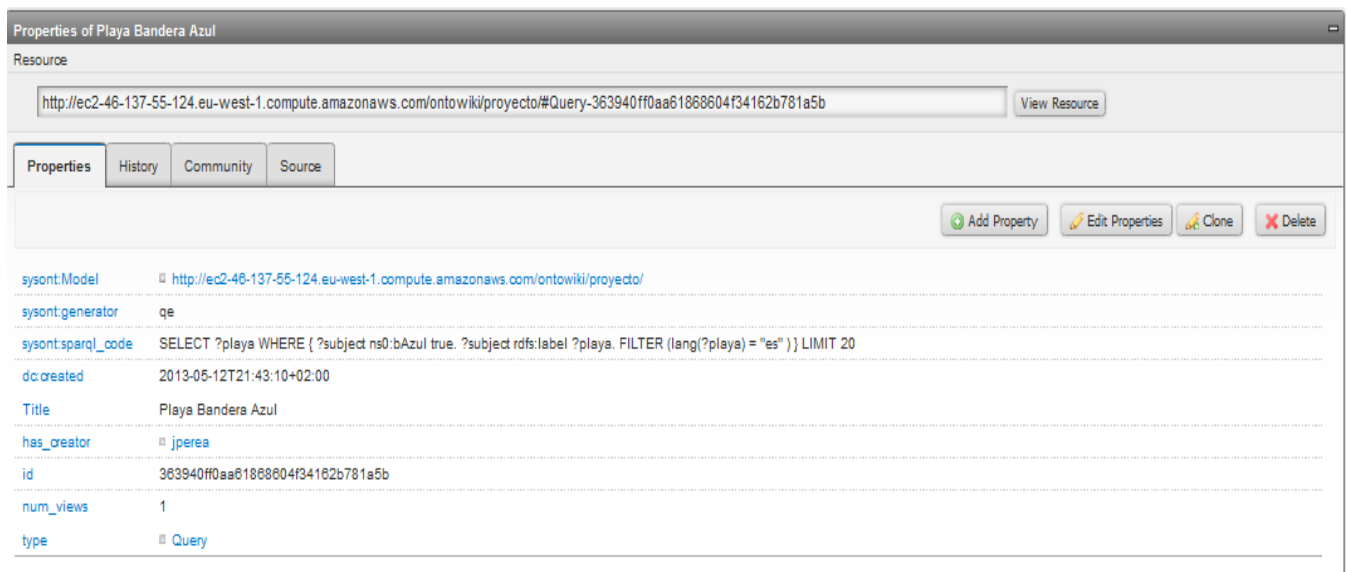 Properties of Playa Bandera Azul
Resource
http://ec2-46-137-55-124.eu-west-1.compute.amazonaws.com/ontowiki/proyecto/#Query-363940ff0aa61868604f34162b781a5b View Resource
Properties History Community Source
Add Property Edit Properties Clone Delete
sysont:Model http://ec2-46-137-55-124.eu-west-1.compute.amazonaws.com/ontowiki/proyecto/
sysont:generator qe
sysont:sparql_code SELECT ?playa WHERE { ?subject ns0:bAzul true. ?subject rdfs:label ?playa. FILTER (lang(?playa) = "es" ) } LIMIT 20
dc:created 2013-05-12T21:43:10+02:00
Title Playa Bandera Azul
has_creator jperea
id 363940ff0aa61868604f34162b781a5b
num_views 1
type Query